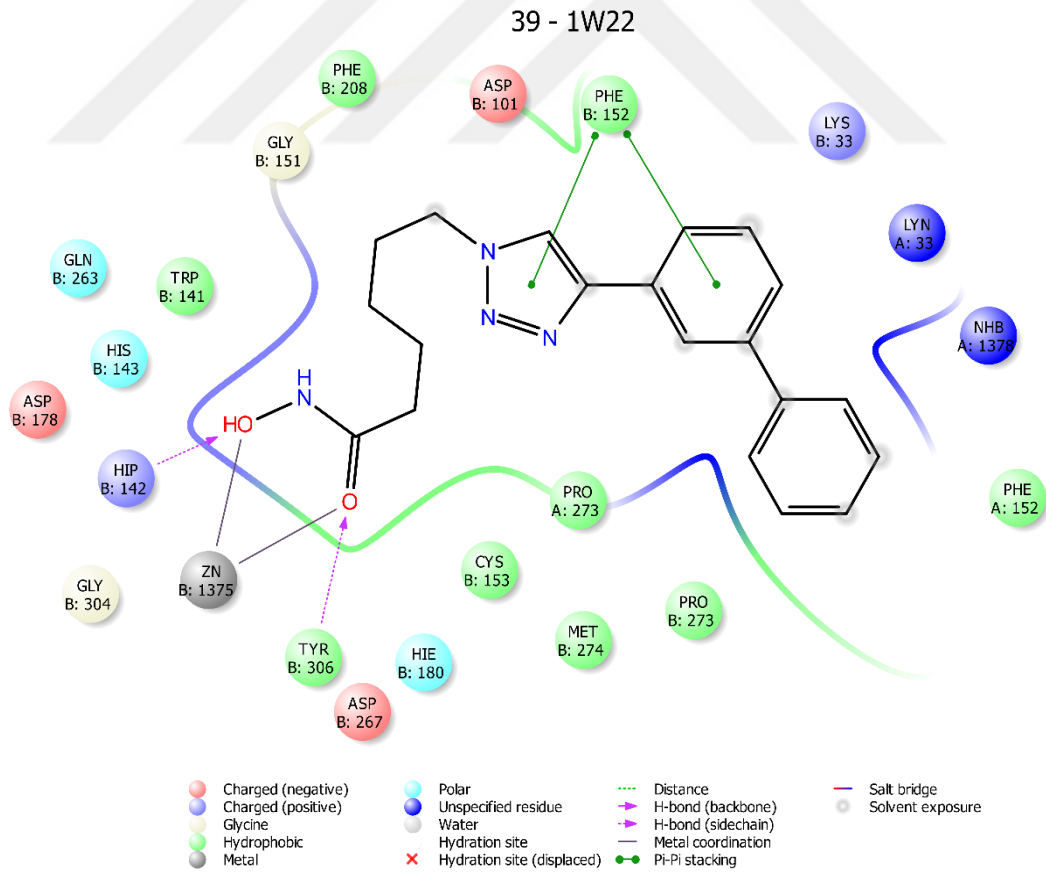 39 - 1W22
PHE
B: 208
ASP
B: 101
PHE
B: 152
LYS
B: 33
GLY
B: 151
LYN
A: 33
GLN
B: 263
TRP
B: 141
N
N
N
NHB
A: 1378
HIS
B: 143
ASP
B: 178
H
N
HO
HIP
B: 142
O
PRO
A: 273
PHE
A: 152
ZN
B: 1375
GLY
B: 304
CYS
B: 153
PRO
B: 273
MET
B: 274
TYR
B: 306
HIE
B: 180
ASP
B: 267
Charged (negative)
Charged (positive)
Glycine
Hydrophobic
Metal
Polar
Unspecified residue
Water
Hydration site
Hydration site (displaced)
Distance
H-bond (backbone)
H-bond (sidechain)
Metal coordination
Pi-Pi stacking
Salt bridge
Solvent exposure